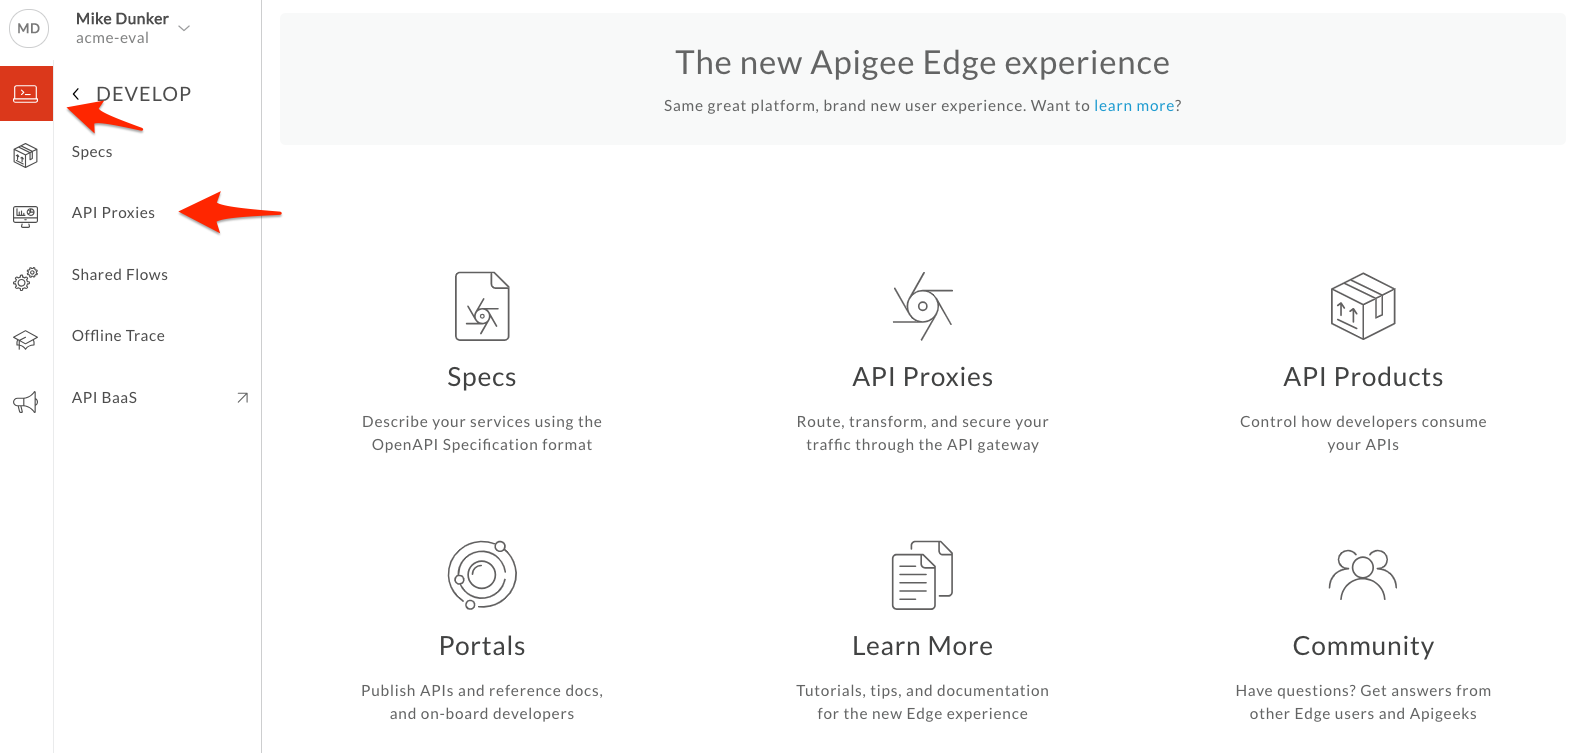 MD
Mike Dunker
acme-eval
DEVELOP
Specs
API Proxies
Shared Flows
Offline Trace
API BaaS
The new Apigee Edge experience
Same great platform, brand new user experience. Want to learn more?
Specs
Describe your services using the
OpenAPI Specification format
API Proxies
Route, transform, and secure your
traffic through the API gateway
API Products
Control how developers consume
your APIs
Portals
Publish APIs and reference docs,
and on-board developers
Learn More
Tutorials, tips, and documentation
for the new Edge experience
Community
Have questions? Get answers from
other Edge users and Apigeeks